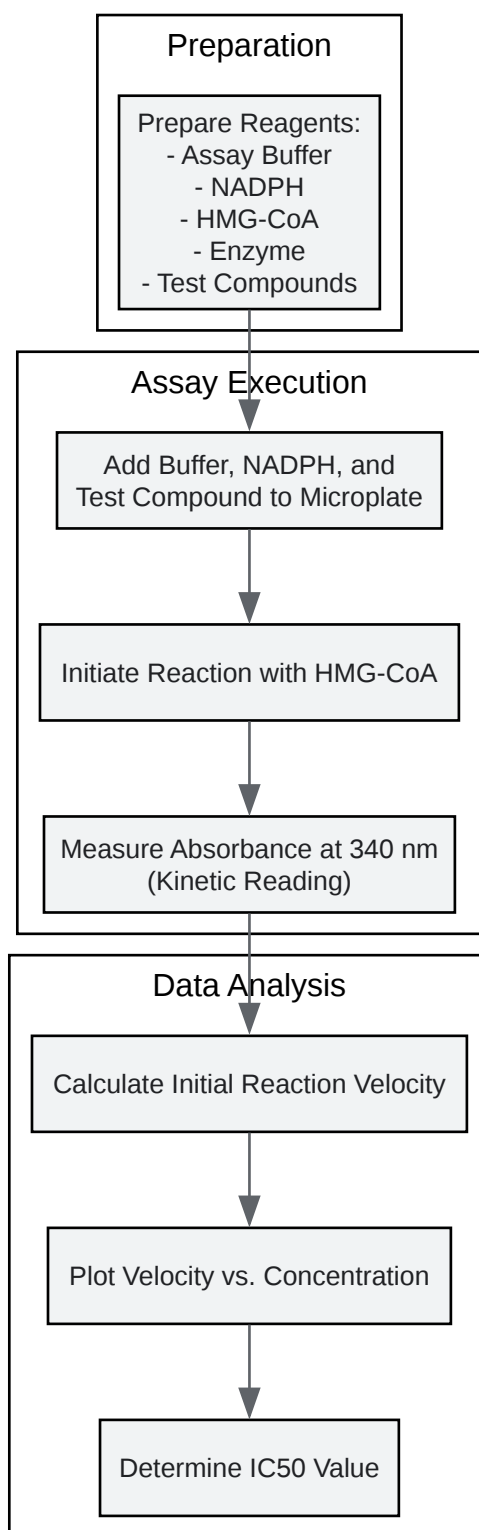 Preparation
Prepare Reagents:
- Assay Buffer
- NADPH
- HMG-CoA
- Enzyme
- Test Compounds
Assay Execution
Add Buffer, NADPH, and
Test Compound to Microplate
Initiate Reaction with HMG-CoA
Measure Absorbance at 340 nm
(Kinetic Reading)
Data Analysis
Calculate Initial Reaction Velocity
Plot Velocity vs. Concentration
Determine IC50 Value